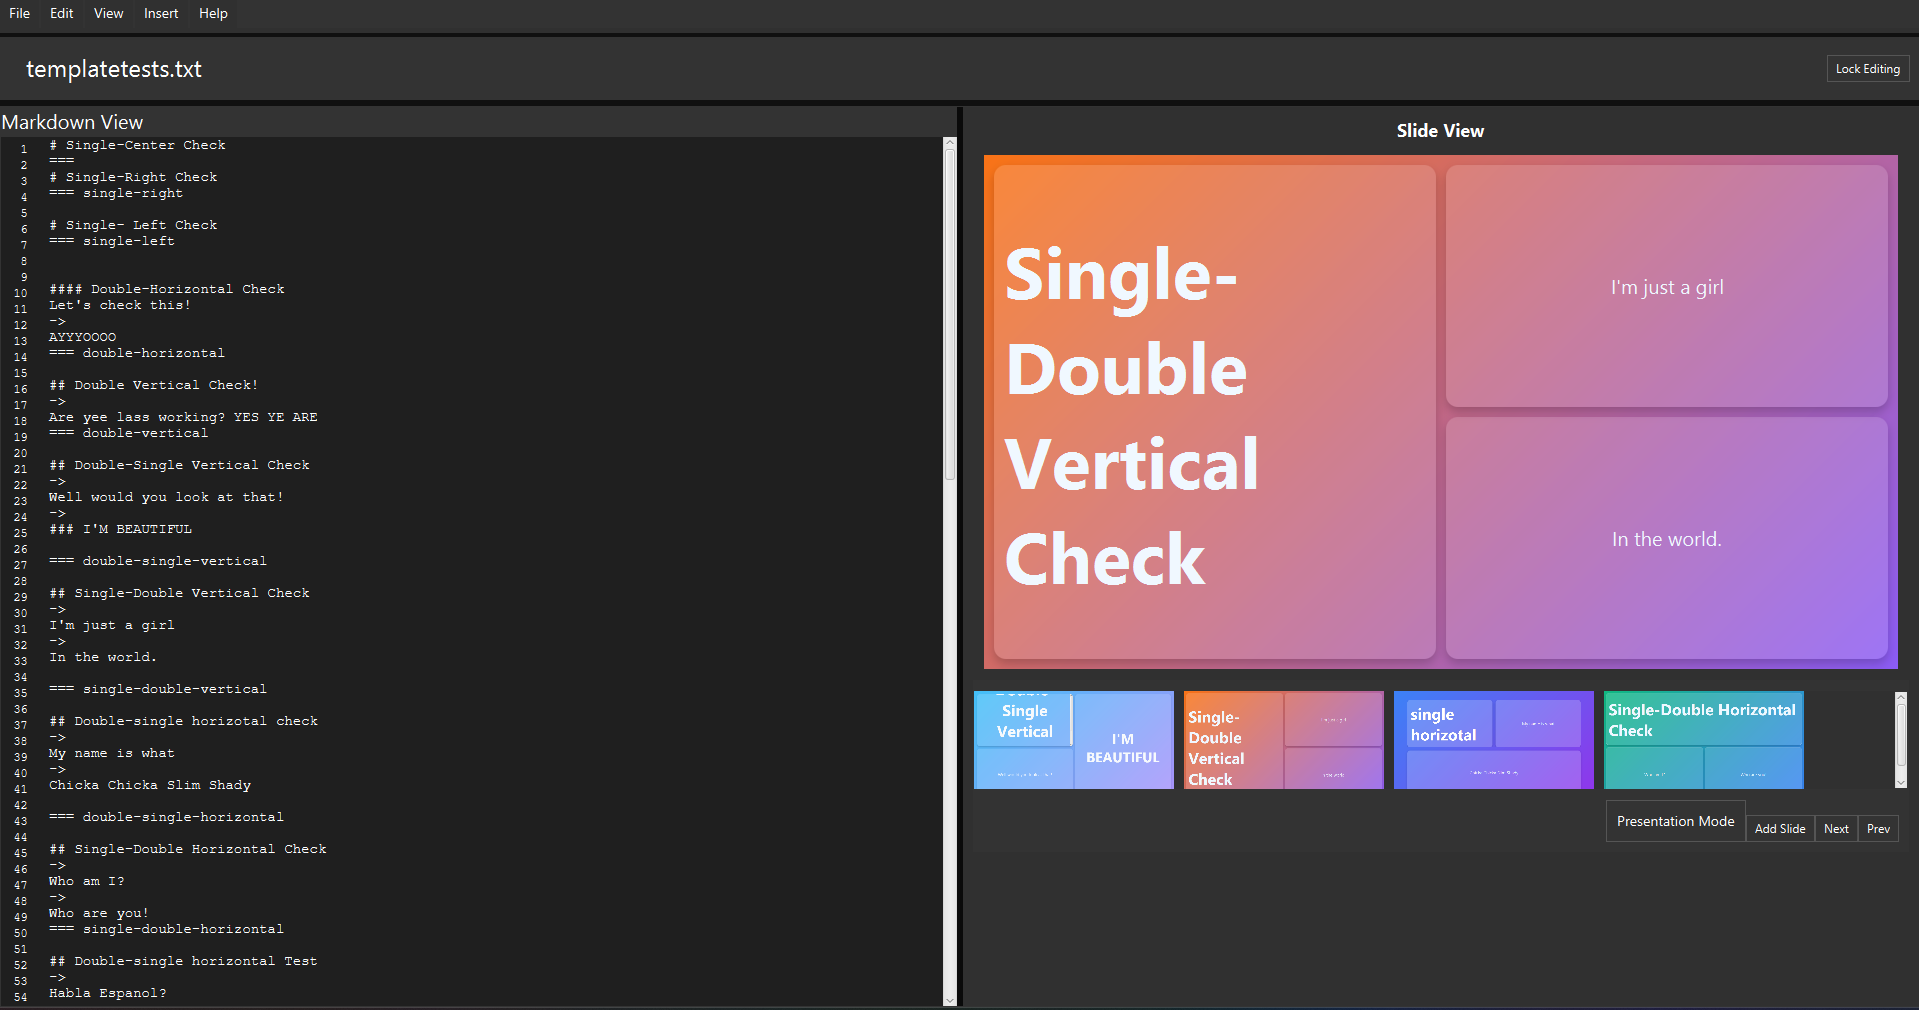 File Edit View Insert Help
templatetests.txt
Lock Editing
Markdown View
1 # Single-Center Check
2 ===
3 # Single-Right Check
4 === single-right
5
6 # Single- Left Check
7 === single-left
8
9
10 #### Double-Horizontal Check
11 Let's check this!
12 ->
13 AYYYOOOO
14 === double-horizontal
15
16 ## Double Vertical Check!
17 ->
18 Are yee lass working? YES YE ARE
19 === double-vertical
20
21 ## Double-Single Vertical Check
22 ->
23 Well would you look at that!
24 ->
25 ### I'M BEAUTIFUL
26
27 === double-single-vertical
28
29 ## Single-Double Vertical Check
30 ->
31 I'm just a girl
32 ->
33 In the world.
34
35 === single-double-vertical
36
37 ## Double-single horizotal check
38 ->
39 My name is what
40 ->
41 Chicka Chicka Slim Shady
42
43 === double-single-horizontal
44
45 ## Single-Double Horizontal Check
46 ->
47 Who am I?
48 ->
49 Who are you!
50 === single-double-horizontal
51
52 ## Double-single horizontal Test
53 ->
54 Habla Espanol?
Slide View
Single-
Double
Vertical
Check
I'm just a girl
In the world.
Single
Vertical
I'M
BEAUTIFUL
Single-
Double
Vertical
Check
single
horizotal
Single-Double Horizontal
Check
Presentation Mode
Add Slide
Next
Prev